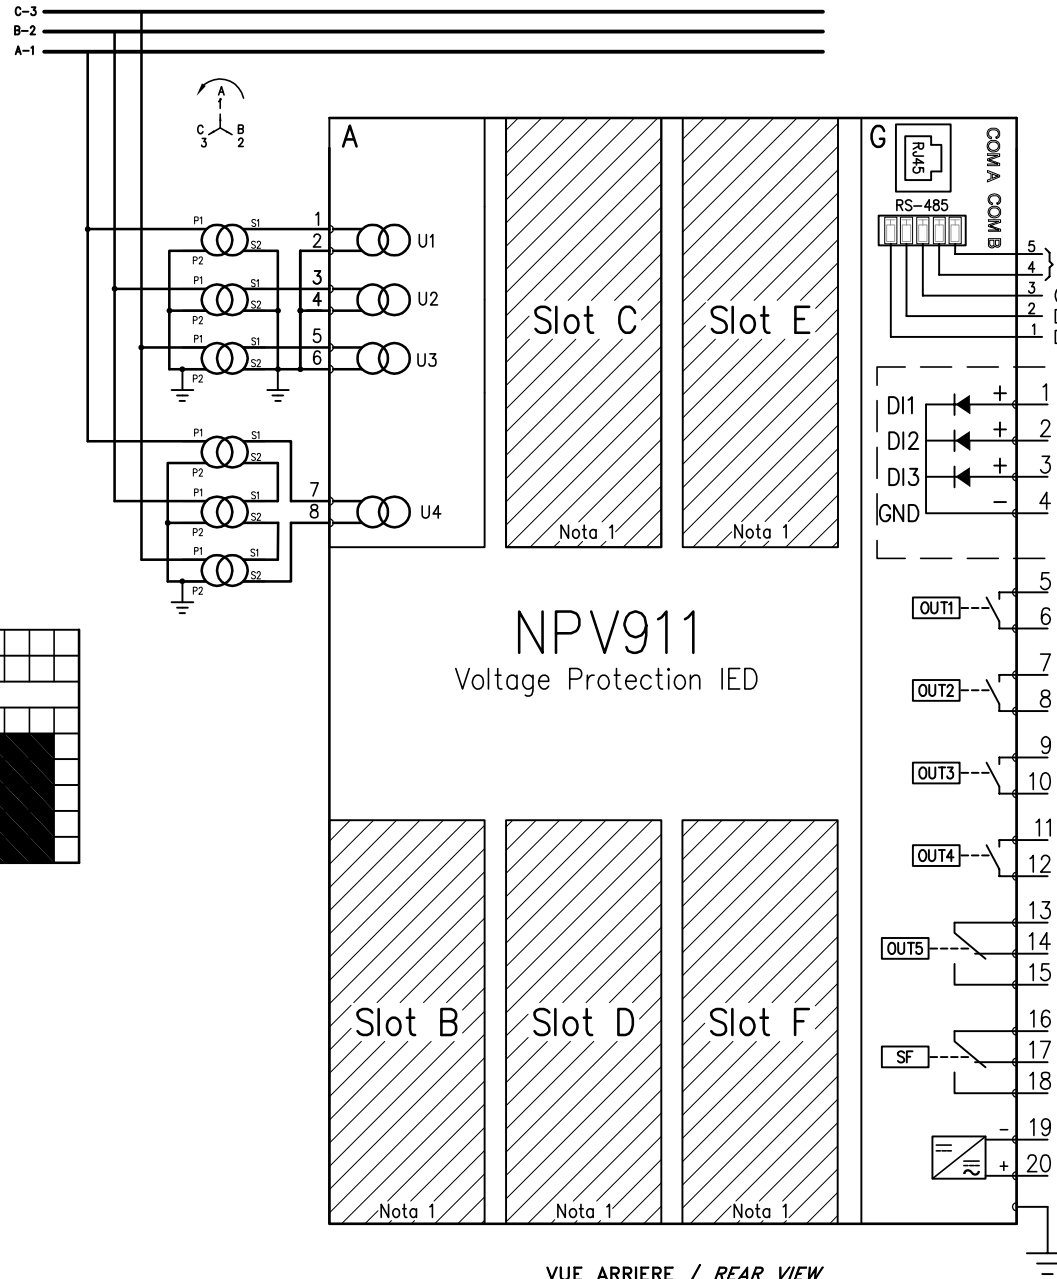 C-3
B-2
A-1
A
1
C
3
B
2
A
G
RJ45
COM A COM B
RS-485
5
4
3
2
1
P1
S1
P2
S2
1
2
U1
P1
S1
P2
S2
3
4
U2
P1
S1
P2
S2
5
6
U3
P1
S1
P2
S2
P1
S1
P2
S2
7
8
U4
P1
S1
P2
S2
Slot C
Nota 1
Slot E
Nota 1
DI1 + 1
DI2 + 2
DI3 + 3
GND - 4
NPV911
Voltage Protection IED
OUT1
5
6
OUT2
7
8
OUT3
9
10
OUT4
11
12
OUT5
13
14
15
SF
16
17
18
- 19
+ 20
Slot B
Nota 1
Slot D
Nota 1
Slot F
Nota 1
VUE ARRIERE / REAR VIEW